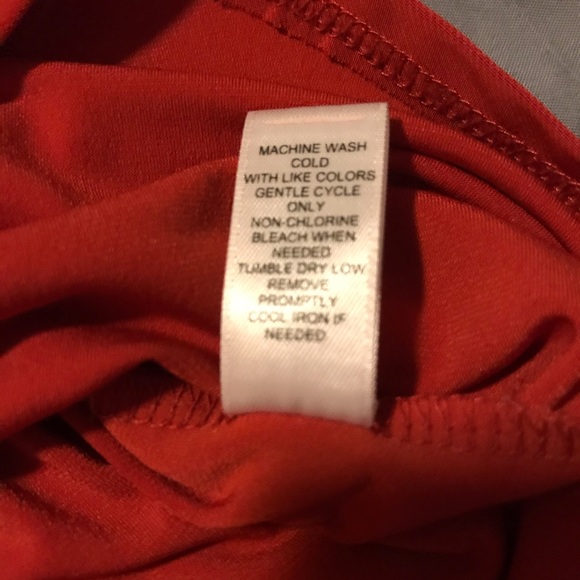 MACHINE WASH
COLD
WITH LIKE COLORS
GENTLE CYCLE
ONLY
NON-CHLORINE
BLEACH WHEN
NEEDED
TUMBLE DRY LOW
REMOVE
PROMPTLY
COOL IRON IF
NEEDED